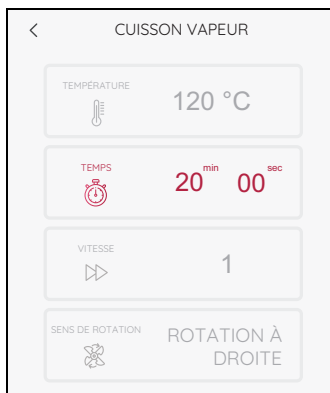 CUISSON VAPEUR
TEMPÉRATURE
120 °C
TEMPS
20 min 00 sec
VITESSE
1
SENS DE ROTATION
ROTATION À
DROITE